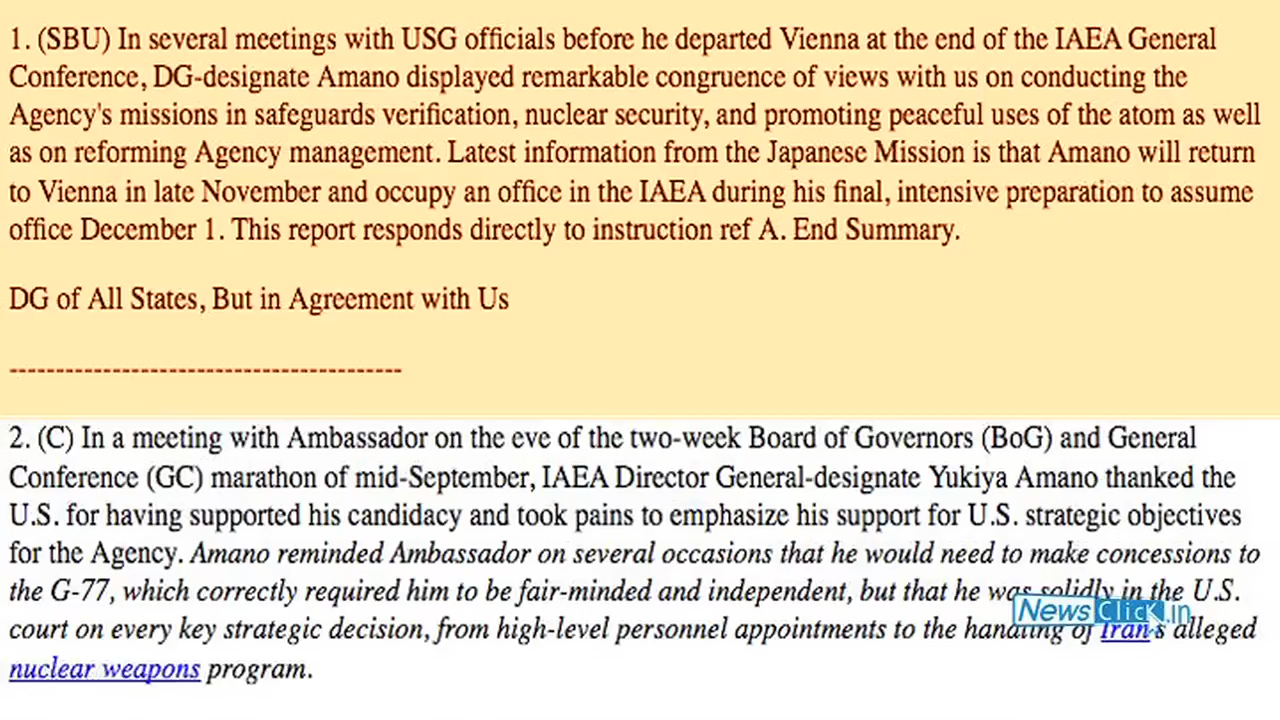 1. (SBU) In several meetings with USG officials before he departed Vienna at the end of the IAEA General
Conference, DG-designate Amano displayed remarkable congruence of views with us on conducting the
Agency's missions in safeguards verification, nuclear security, and promoting peaceful uses of the atom as well
as on reforming Agency management. Latest information from the Japanese Mission is that Amano will return
to Vienna in late November and occupy an office in the IAEA during his final, intensive preparation to assume
office December 1. This report responds directly to instruction ref A. End Summary.
DG of All States, But in Agreement with Us
------------------------------------------
2. (C) In a meeting with Ambassador on the eve of the two-week Board of Governors (BoG) and General
Conference (GC) marathon of mid-September, IAEA Director General-designate Yukiya Amano thanked the
U.S. for having supported his candidacy and took pains to emphasize his support for U.S. strategic objectives
for the Agency. Amano reminded Ambassador on several occasions that he would need to make concessions to
the G-77, which correctly required him to be fair-minded and independent, but that he was solidly in the U.S.
NewsClick.in
court on every key strategic decision, from high-level personnel appointments to the handling of Iran's alleged
nuclear weapons program.